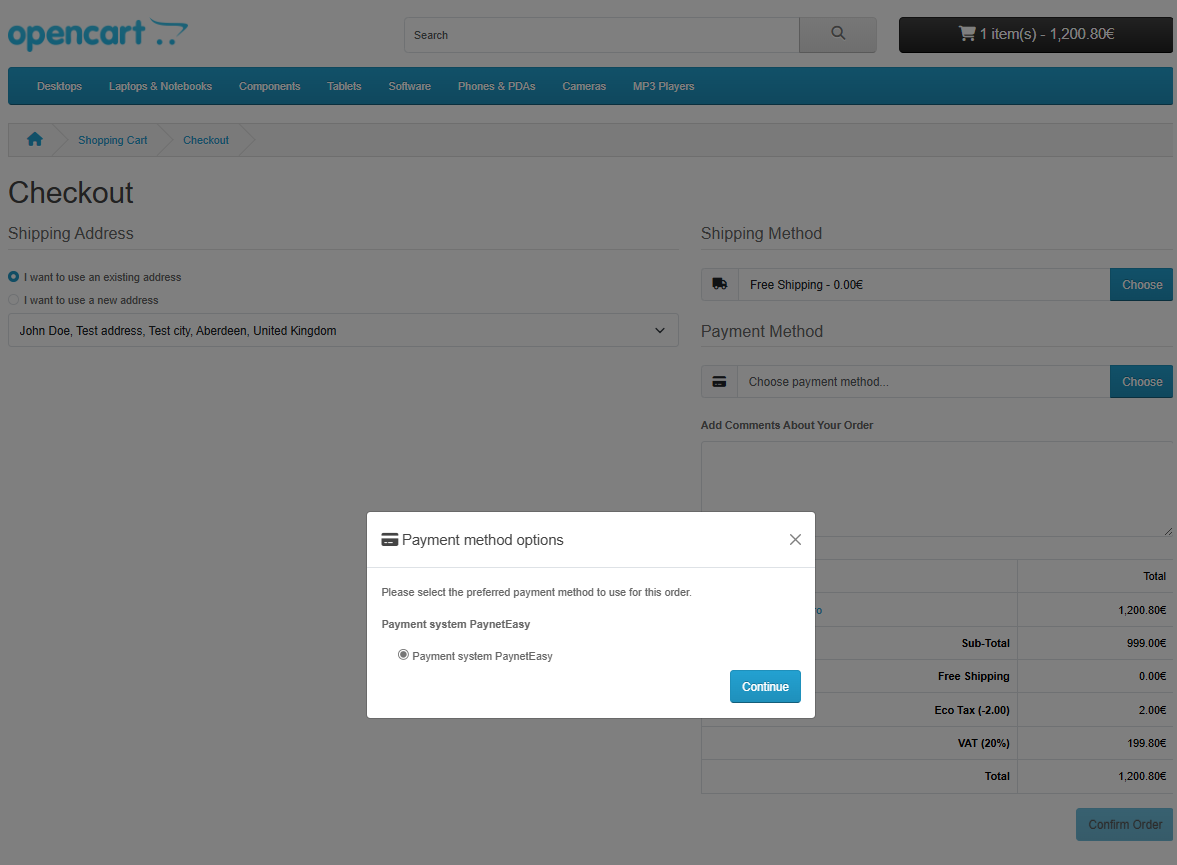 opencart
Search
1 item(s) - 1,200.80€
Desktops Laptops & Notebooks Components Tablets Software Phones & PDAs Cameras MP3 Players
Shopping Cart Checkout
Checkout
Shipping Address
I want to use an existing address
I want to use a new address
John Doe, Test address, Test city, Aberdeen, United Kingdom
Shipping Method
Free Shipping - 0.00€ Choose
Payment Method
Choose payment method... Choose
Add Comments About Your Order
Payment method options
Please select the preferred payment method to use for this order.
Payment system PaynetEasy
Payment system PaynetEasy
Continue
Total
ro 1,200.80€
Sub-Total 999.00€
Free Shipping 0.00€
Eco Tax (-2.00) 2.00€
VAT (20%) 199.80€
Total 1,200.80€
Confirm Order